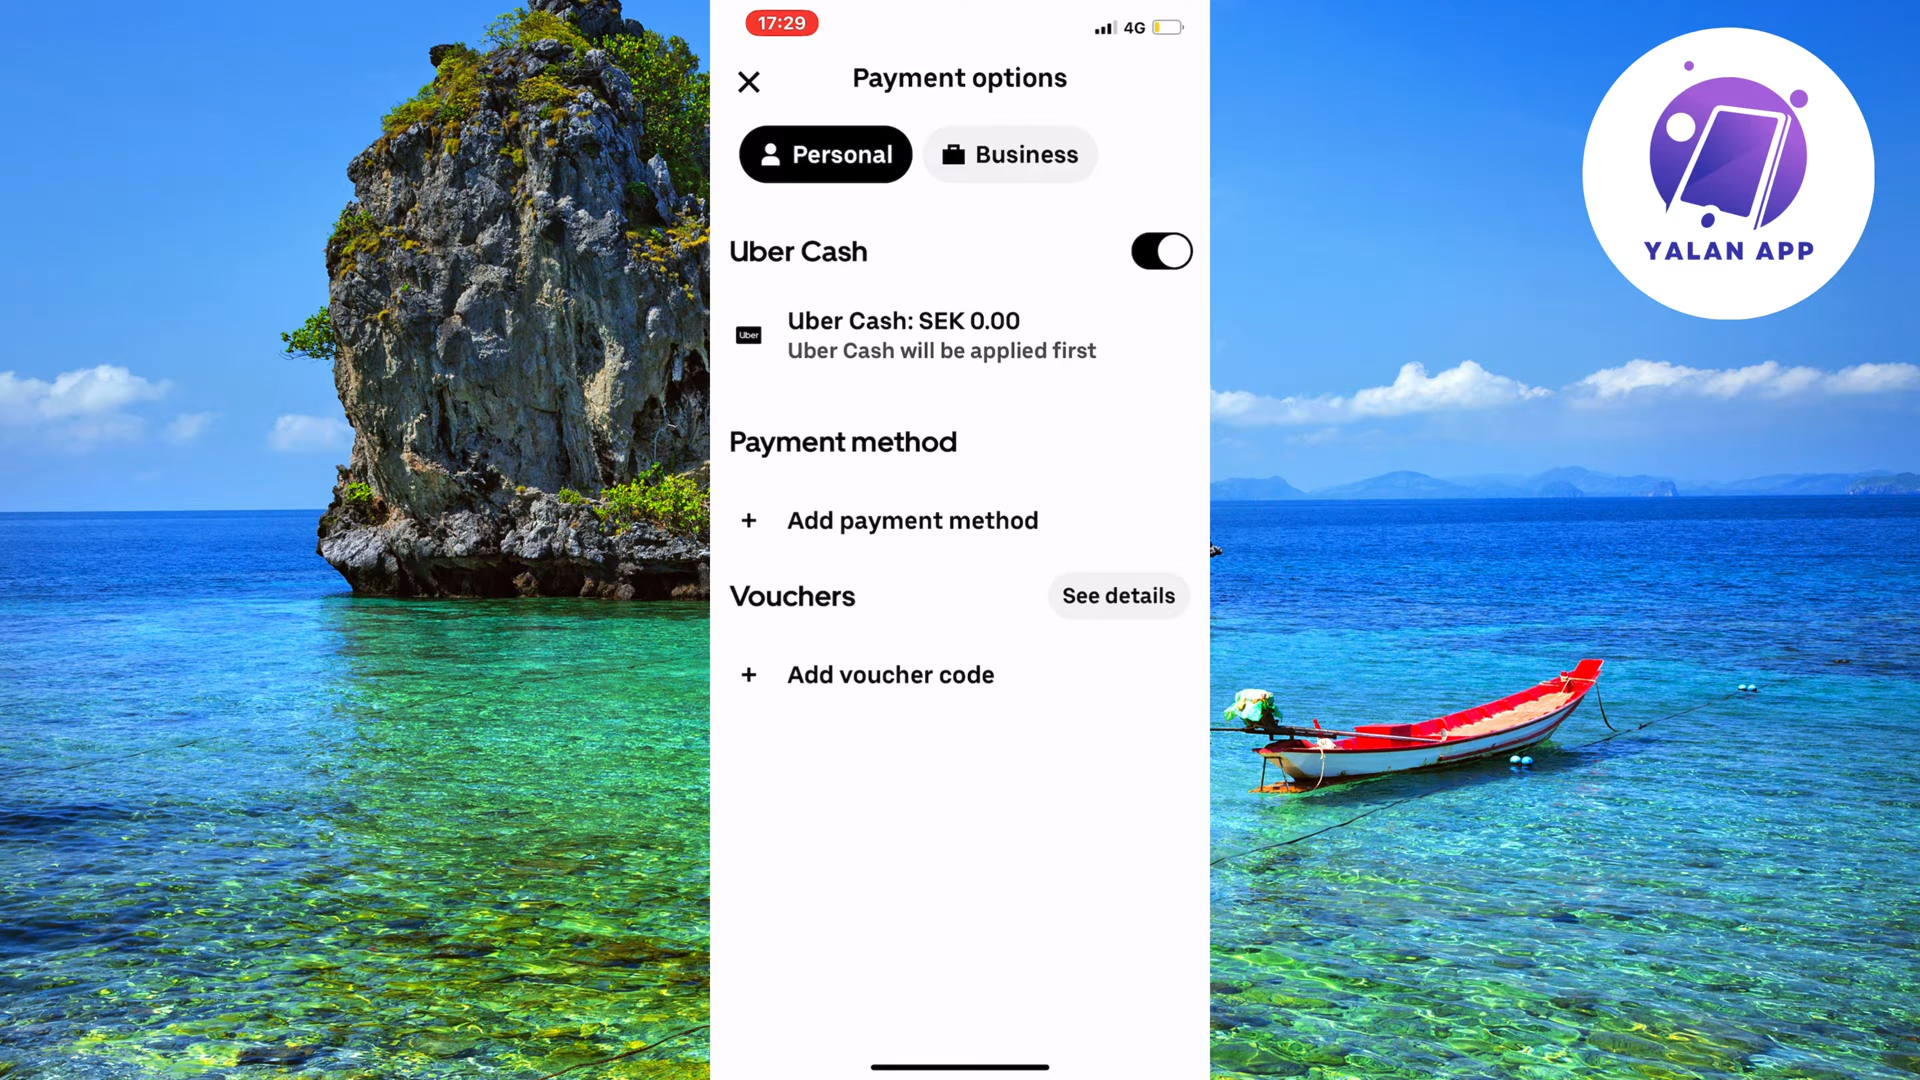 17:29
4G
Payment options
Personal
Business
Uber Cash
Uber
Uber Cash: SEK 0.00
Uber Cash will be applied first
Payment method
+ Add payment method
Vouchers
See details
+ Add voucher code
YALAN APP